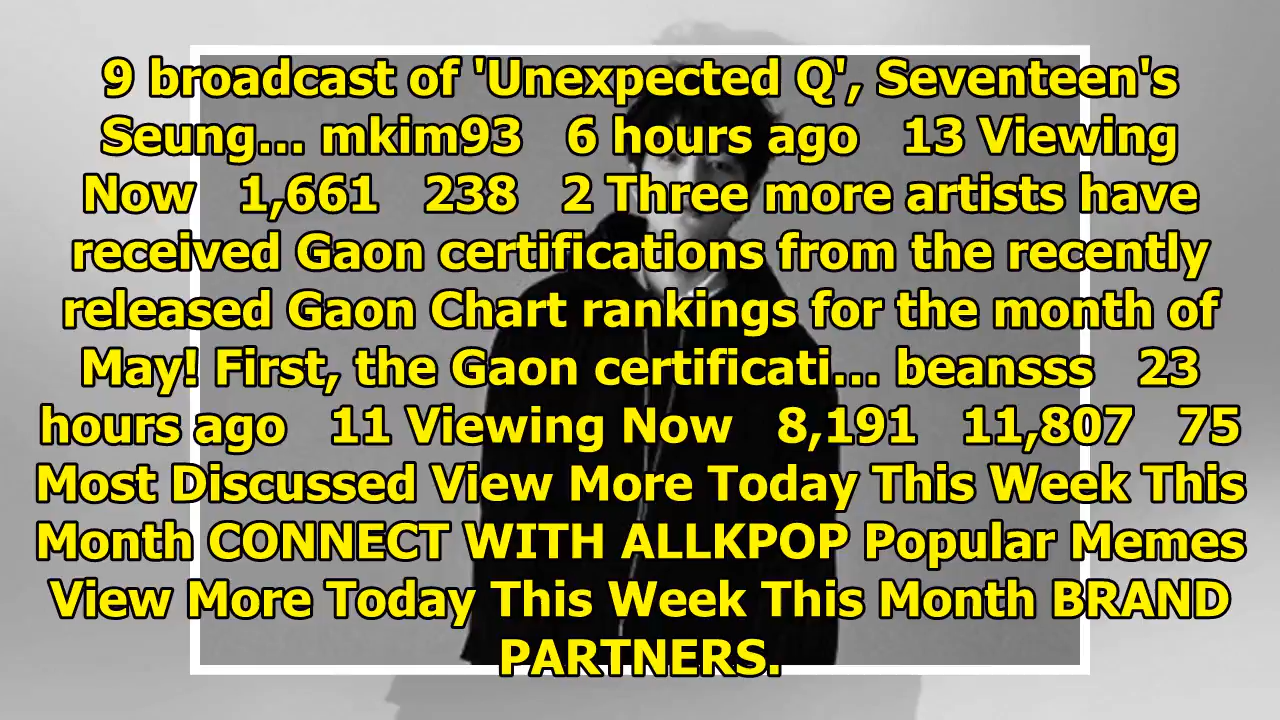 9 broadcast of 'Unexpected Q', Seventeen's
Seung... mkim93 6 hours ago 13 Viewing
Now 1,661 238 2 Three more artists have
received Gaon certifications from the recently
released Gaon Chart rankings for the month of
May! First, the Gaon certificati... beansss 23
hours ago 11 Viewing Now 8,191 11,807 75
Most Discussed View More Today This Week This
Month CONNECT WITH ALLKPOP Popular Memes
View More Today This Week This Month BRAND
PARTNERS.